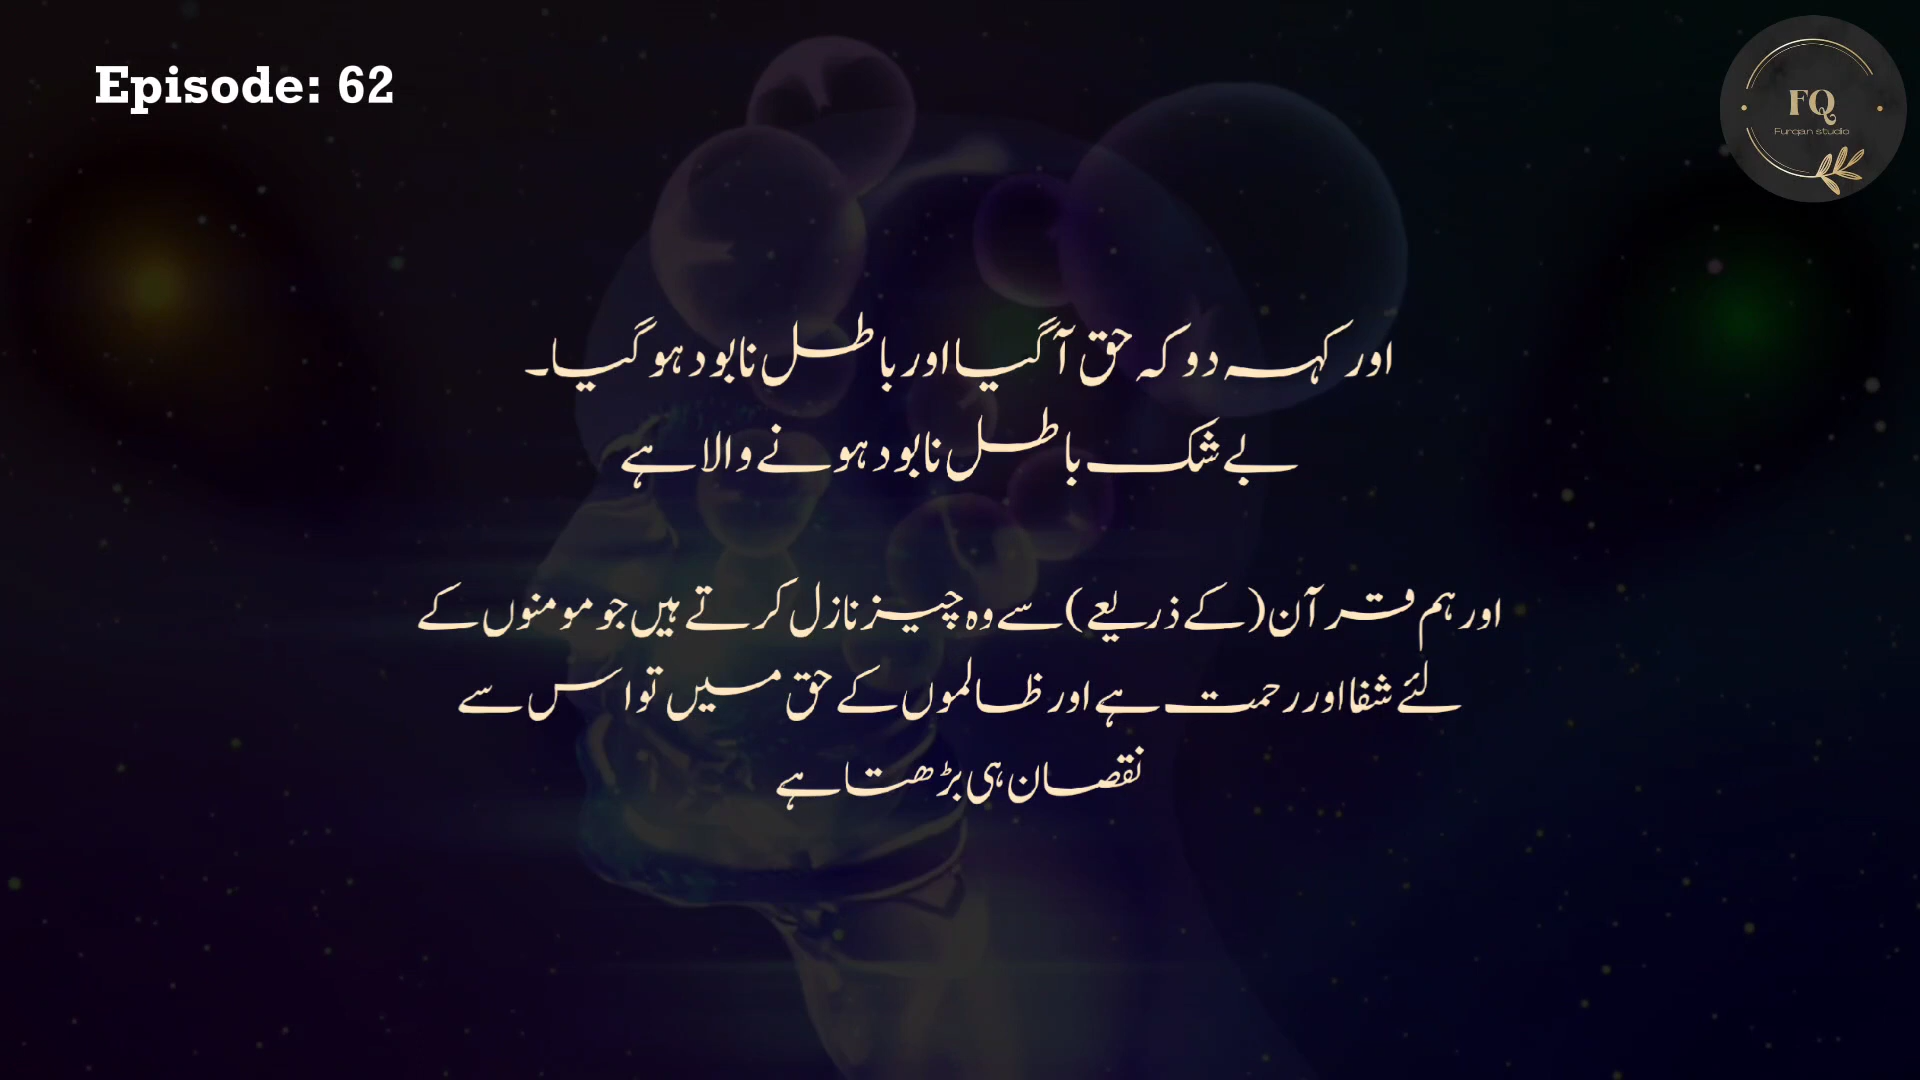 Episode: 62
FQ
Furqan studio
اور کہہ دو کہ حق آگیا اور باطل نابود ہوگیا۔
بے شک باطل نابود ہونے والا ہے
اور ہم قرآن (کے ذریعے) سے وہ چیز نازل کرتے ہیں جو مومنوں کے
لئے شفا اور رحمت ہے اور ظالموں کے حق میں تو اس سے
نقصان ہی بڑھتا ہے